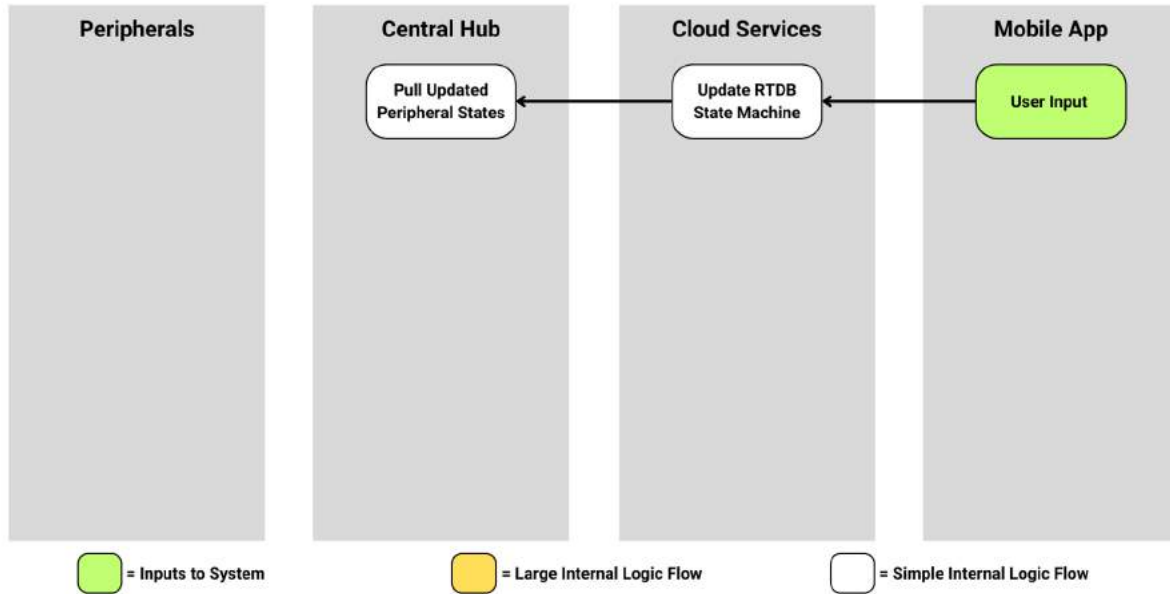 Peripherals
Central Hub
Cloud Services
Mobile App
Pull Updated
Peripheral States
Update RTDB
State Machine
User Input
= Inputs to System
= Large Internal Logic Flow
= Simple Internal Logic Flow